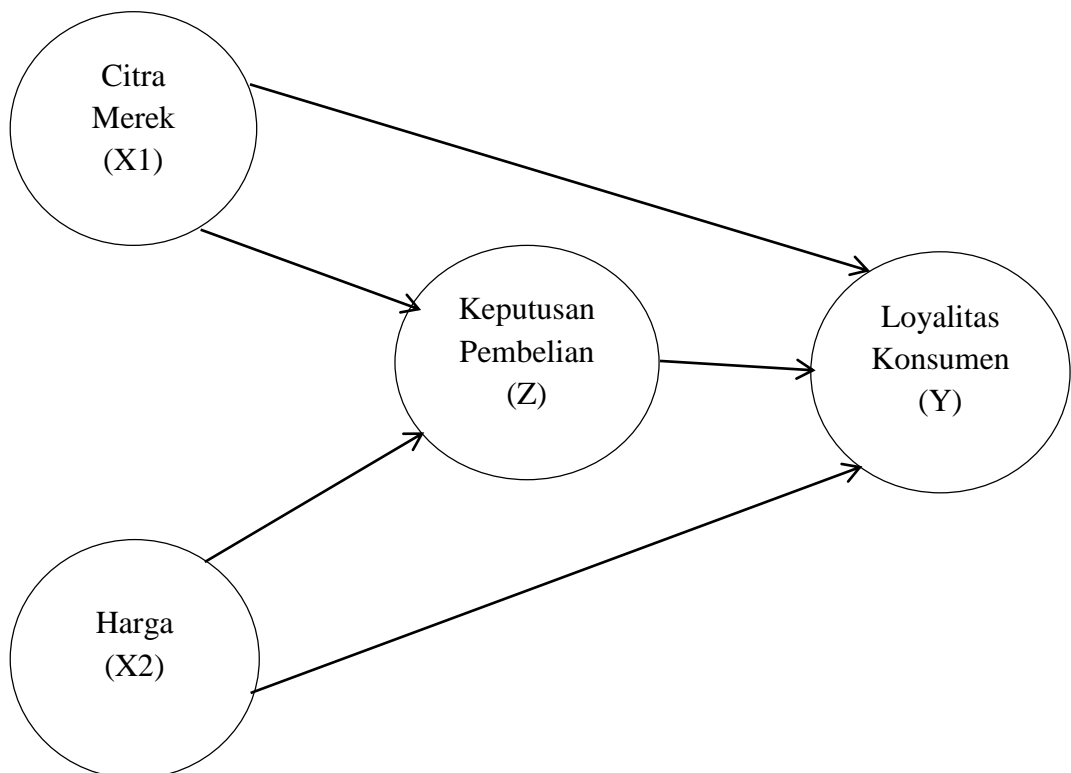 Citra
Merek
(X1)
Keputusan
Pembelian
(Z)
Loyalitas
Konsumen
(Y)
Harga
(X2)